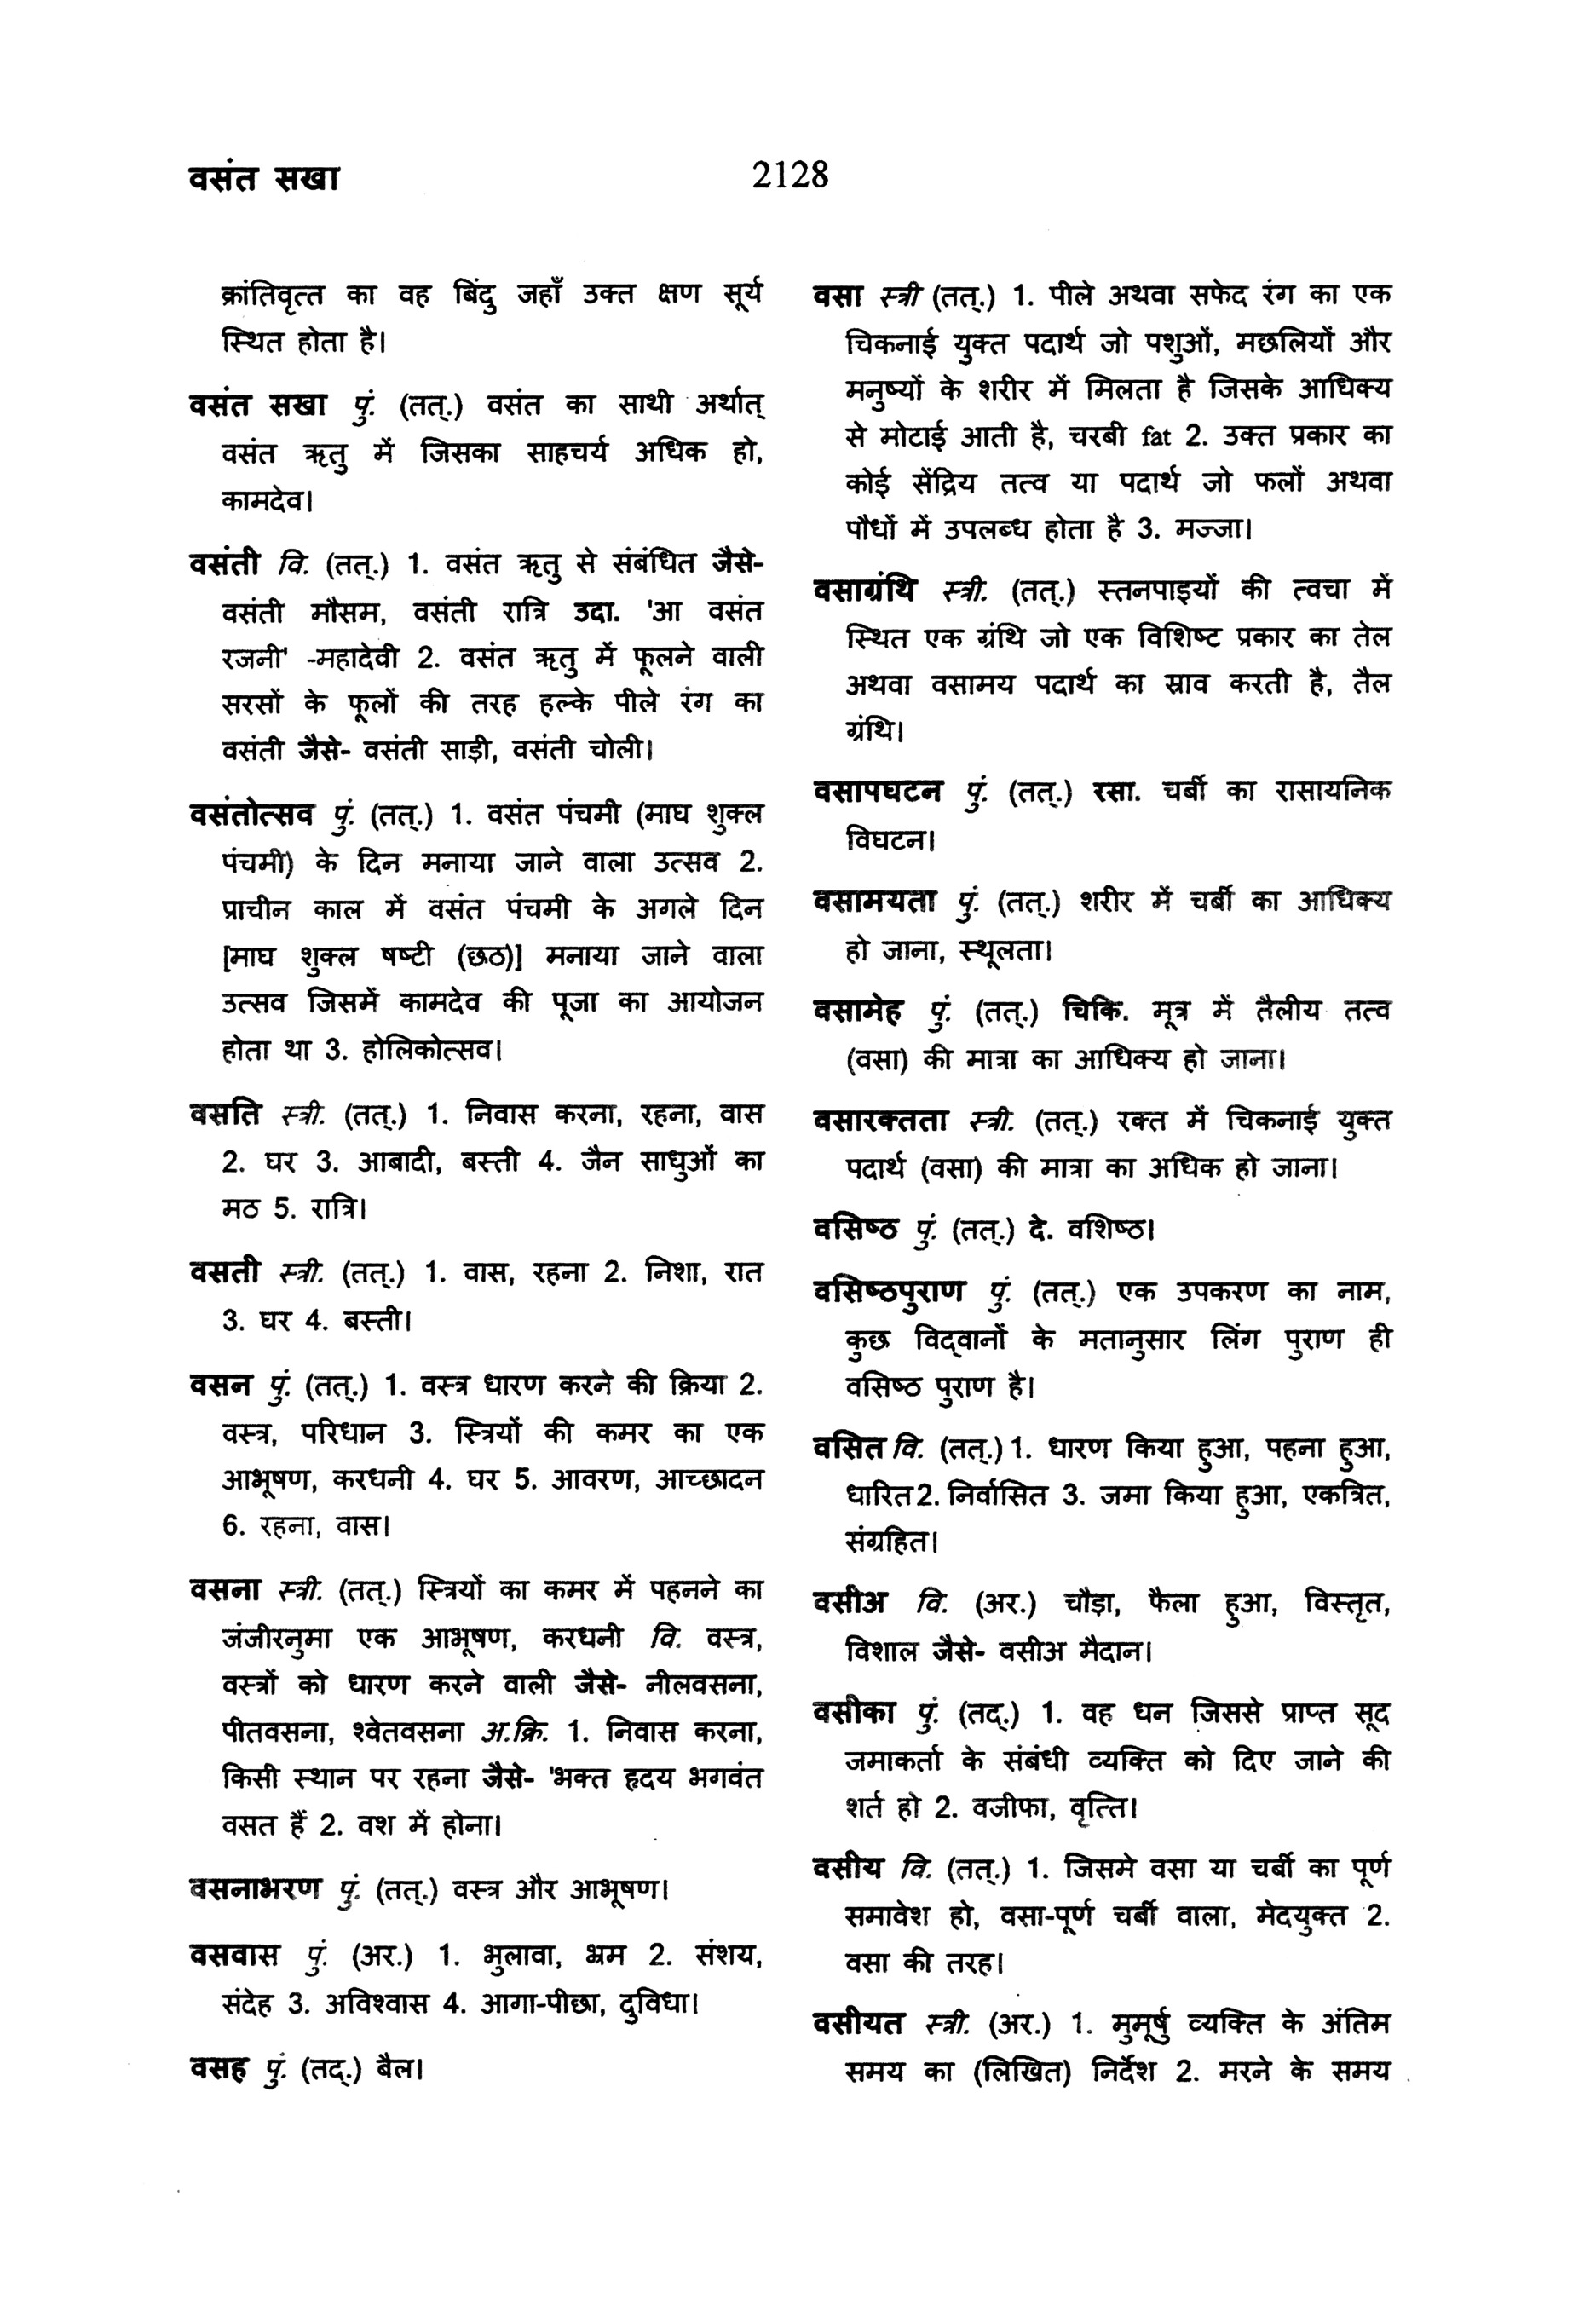 वसंत सखा
2128
क्रांतिवृत्त का वह बिंदु जहाँ उक्त क्षण सूर्य
स्थित होता है।
वसंत सखा पुं. (तत्.) वसंत का साथी अर्थात्
वसंत ऋतु में जिसका साहचर्य अधिक हो,
कामदेव।
वसंती वि. (तत्.) 1. वसंत ऋतु से संबंधित जैसे-
वसंती मौसम, वसंती रात्रि उदा. 'आ वसंत
रजनी' -महादेवी 2. वसंत ऋतु में फूलने वाली
सरसों के फूलों की तरह हल्के पीले रंग का
वसंती जैसे- वसंती साड़ी, वसंती चोली।
वसंतोत्सव पुं. (तत्.) 1. वसंत पंचमी (माघ शुक्ल
पंचमी) के दिन मनाया जाने वाला उत्सव 2.
प्राचीन काल में वसंत पंचमी के अगले दिन
[माघ शुक्ल षष्टी (छठ)] मनाया जाने वाला
उत्सव जिसमें कामदेव की पूजा का आयोजन
होता था 3. होलिकोत्सव।
वसति स्त्री. (तत्.) 1. निवास करना, रहना, वास
2. घर 3. आबादी, बस्ती 4. जैन साधुओं का
मठ 5. रात्रि।
वसती स्त्री. (तत्.) 1. वास, रहना 2. निशा, रात
3. घर 4. बस्ती।
वसन पुं. (तत्.) 1. वस्त्र धारण करने की क्रिया 2.
वस्त्र, परिधान 3. स्त्रियों की कमर का एक
आभूषण, करधनी 4. घर 5. आवरण, आच्छादन
6. रहना, वास।
वसना स्त्री. (तत्.) स्त्रियों का कमर में पहनने का
जंजीरनुमा एक आभूषण, करधनी वि. वस्त्र,
वस्त्रों को धारण करने वाली जैसे- नीलवसना,
पीतवसना, श्वेतवसना अ.क्रि. 1. निवास करना,
किसी स्थान पर रहना जैसे- 'भक्त हृदय भगवंत
वसत हैं 2. वश में होना।
वसनाभरण पुं. (तत्.) वस्त्र और आभूषण।
वसवास पुं. (अर.) 1. भुलावा, भ्रम 2. संशय,
संदेह 3. अविश्वास 4. आगा-पीछा, दुविधा।
वसह पुं. (तद्.) बैल।
वसा स्त्री (तत्.) 1. पीले अथवा सफेद रंग का एक
चिकनाई युक्त पदार्थ जो पशुओं, मछलियों और
मनुष्यों के शरीर में मिलता है जिसके आधिक्य
से मोटाई आती है, चरबी fat 2. उक्त प्रकार का
कोई सेंद्रिय तत्व या पदार्थ जो फलों अथवा
पौधों में उपलब्ध होता है 3. मज्जा।
वसाग्रंथि स्त्री. (तत्.) स्तनपाइयों की त्वचा में
स्थित एक ग्रंथि जो एक विशिष्ट प्रकार का तेल
अथवा वसामय पदार्थ का स्राव करती है, तैल
ग्रंथि।
वसापघटन पुं. (तत्.) रसा. चर्बी का रासायनिक
विघटन।
वसामयता पुं. (तत्.) शरीर में चर्बी का आधिक्य
हो जाना, स्थूलता।
वसामेह पुं. (तत्.) चिकि. मूत्र में तैलीय तत्व
(वसा) की मात्रा का आधिक्य हो जाना।
वसारक्तता स्त्री. (तत्.) रक्त में चिकनाई युक्त
पदार्थ (वसा) की मात्रा का अधिक हो जाना।
वसिष्ठ पुं. (तत्.) दे. वशिष्ठ।
वसिष्ठपुराण पुं. (तत्.) एक उपकरण का नाम,
कुछ विद्‌वानों के मतानुसार लिंग पुराण ही
वसिष्ठ पुराण है।
वसित वि. (तत्.) 1. धारण किया हुआ, पहना हुआ,
धारित 2. निर्वासित 3. जमा किया हुआ, एकत्रित,
संग्रहित।
वसीअ वि. (अर.) चौड़ा, फैला हुआ, विस्तृत,
विशाल जैसे- वसीअ मैदान।
वसीका पुं. (तद्.) 1. वह धन जिससे प्राप्त सूद
जमाकर्ता के संबंधी व्यक्ति को दिए जाने की
शर्त हो 2. वजीफा, वृत्ति।
वसीय वि. (तत्.) 1. जिसमे वसा या चर्बी का पूर्ण
समावेश हो, वसा-पूर्ण चर्बी वाला, मेदयुक्त 2.
वसा की तरह।
वसीयत स्त्री. (अर.) 1. मुमूर्षु व्यक्ति के अंतिम
समय का (लिखित) निर्देश 2. मरने के समय